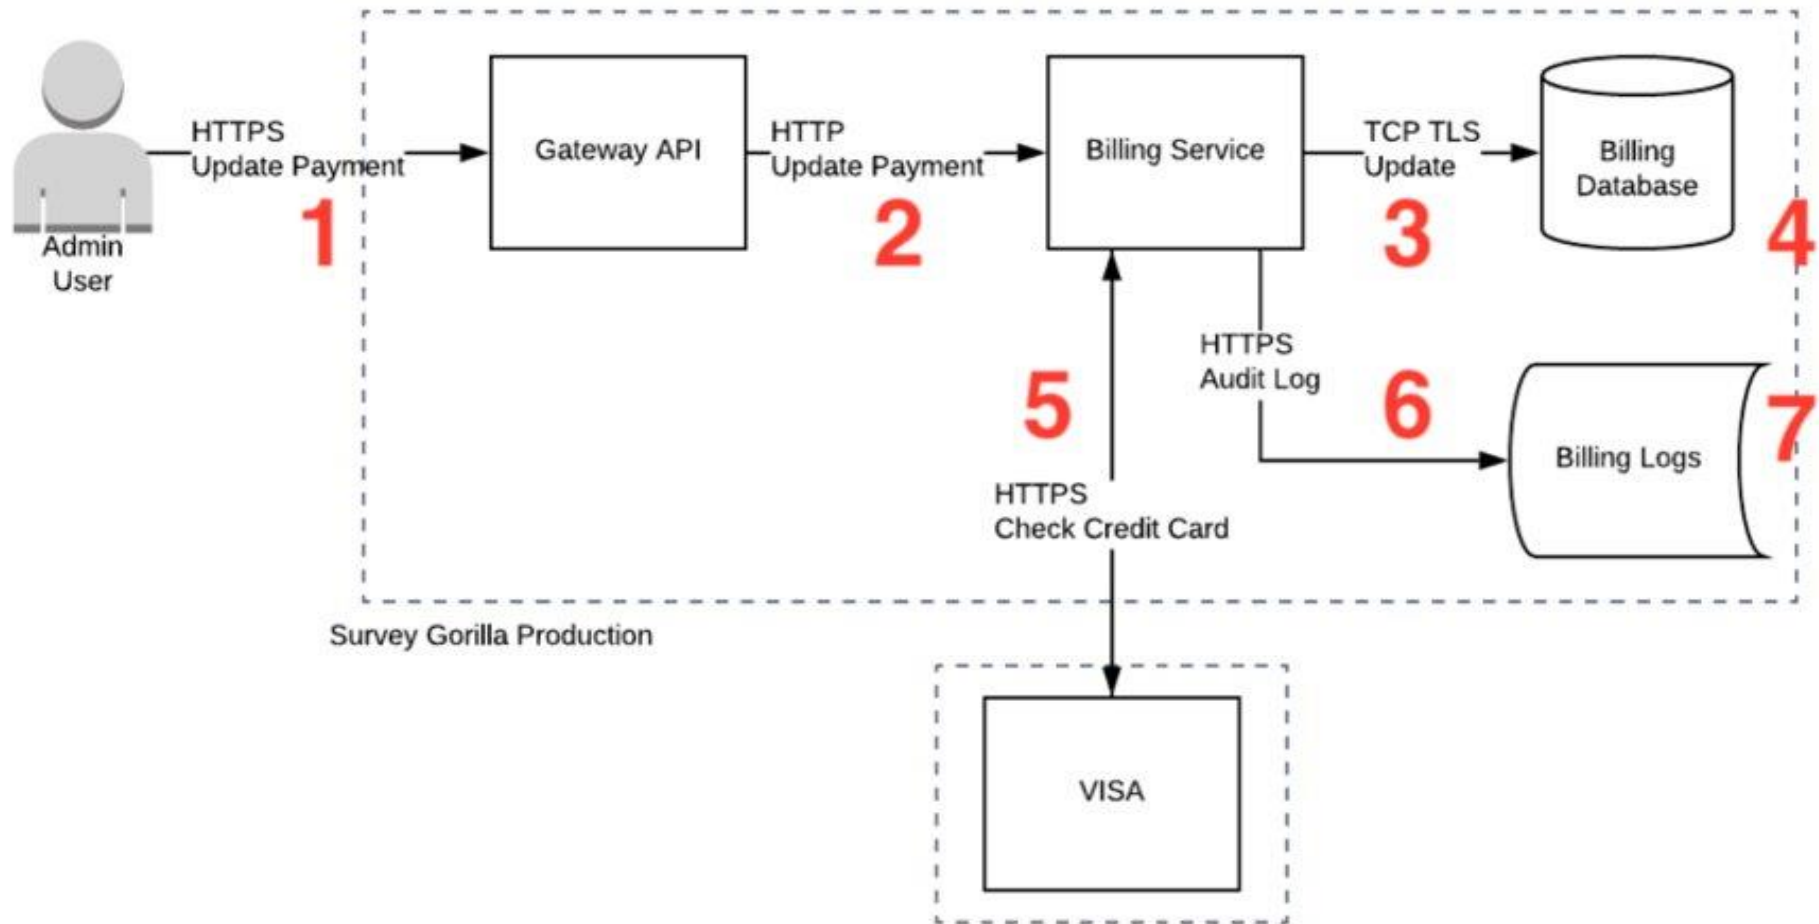 HTTPS
Update Payment
1
Admin
User
Gateway API
HTTP
Update Payment
2
Billing Service
TCP TLS
Update
3
Billing
Database
4
HTTPS
Check Credit Card
5
HTTPS
Audit Log
6
Billing Logs
7
Survey Gorilla Production
VISA